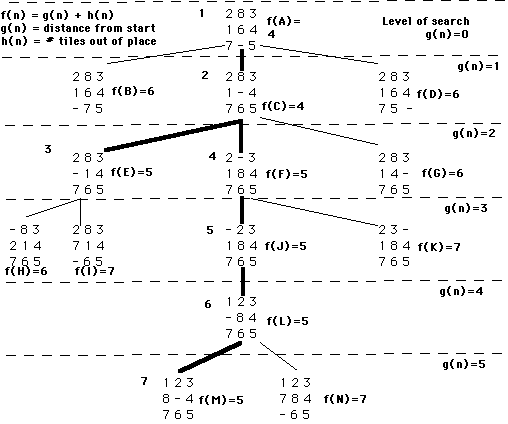 f(n) = g(n) + h(n)
g(n) = distance from start
h(n) = # tiles out of place
1
2 8 3
1 6 4
7 - 5
f(A)=
4
Level of search
g(n)=0
g(n)=1
2 8 3
1 6 4
- 7 5
f(B)=6
2
2 8 3
1 - 4
7 6 5
f(C)=4
2 8 3
1 6 4
7 5 -
f(D)=6
g(n)=2
3
2 8 3
- 1 4
7 6 5
f(E)=5
4
2 - 3
1 8 4
7 6 5
f(F)=5
2 8 3
1 4 -
7 6 5
f(G)=6
g(n)=3
- 8 3
2 1 4
7 6 5
f(H)=6
2 8 3
7 1 4
- 6 5
f(I)=7
5
- 2 3
1 8 4
7 6 5
f(J)=5
2 3 -
1 8 4
7 6 5
f(K)=7
g(n)=4
6
1 2 3
- 8 4
7 6 5
f(L)=5
g(n)=5
7
1 2 3
8 - 4
7 6 5
f(M)=5
1 2 3
7 8 4
- 6 5
f(N)=7